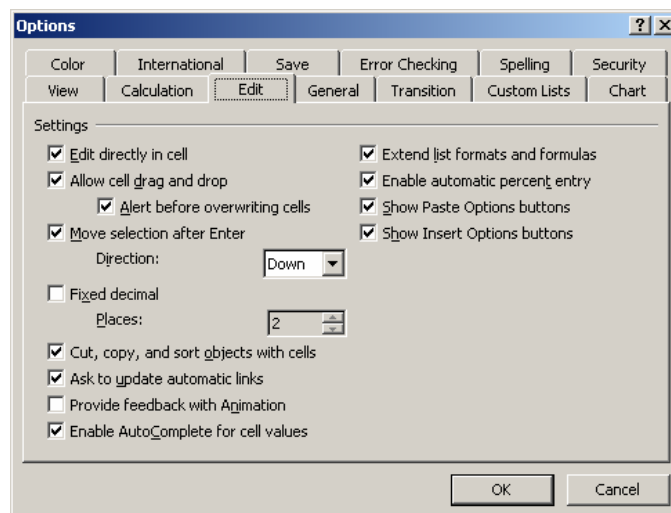 Options
Color International Save Error Checking Spelling Security
View Calculation Edit General Transition Custom Lists Chart
Settings
Edit directly in cell
Allow cell drag and drop
Alert before overwriting cells
Move selection after Enter
Direction: Down
Fixed decimal
Places: 2
Cut, copy, and sort objects with cells
Ask to update automatic links
Provide feedback with Animation
Enable AutoComplete for cell values
Extend list formats and formulas
Enable automatic percent entry
Show Paste Options buttons
Show Insert Options buttons
OK Cancel